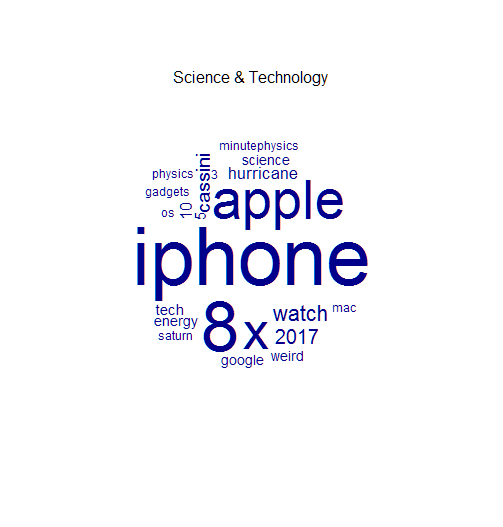 Science & Technology
minutephysics
science
physics
3
hurricane
cassini
gadgets
apple
os
10
5
iphone
tech
8
x
watch
mac
energy
2017
saturn
google
weird